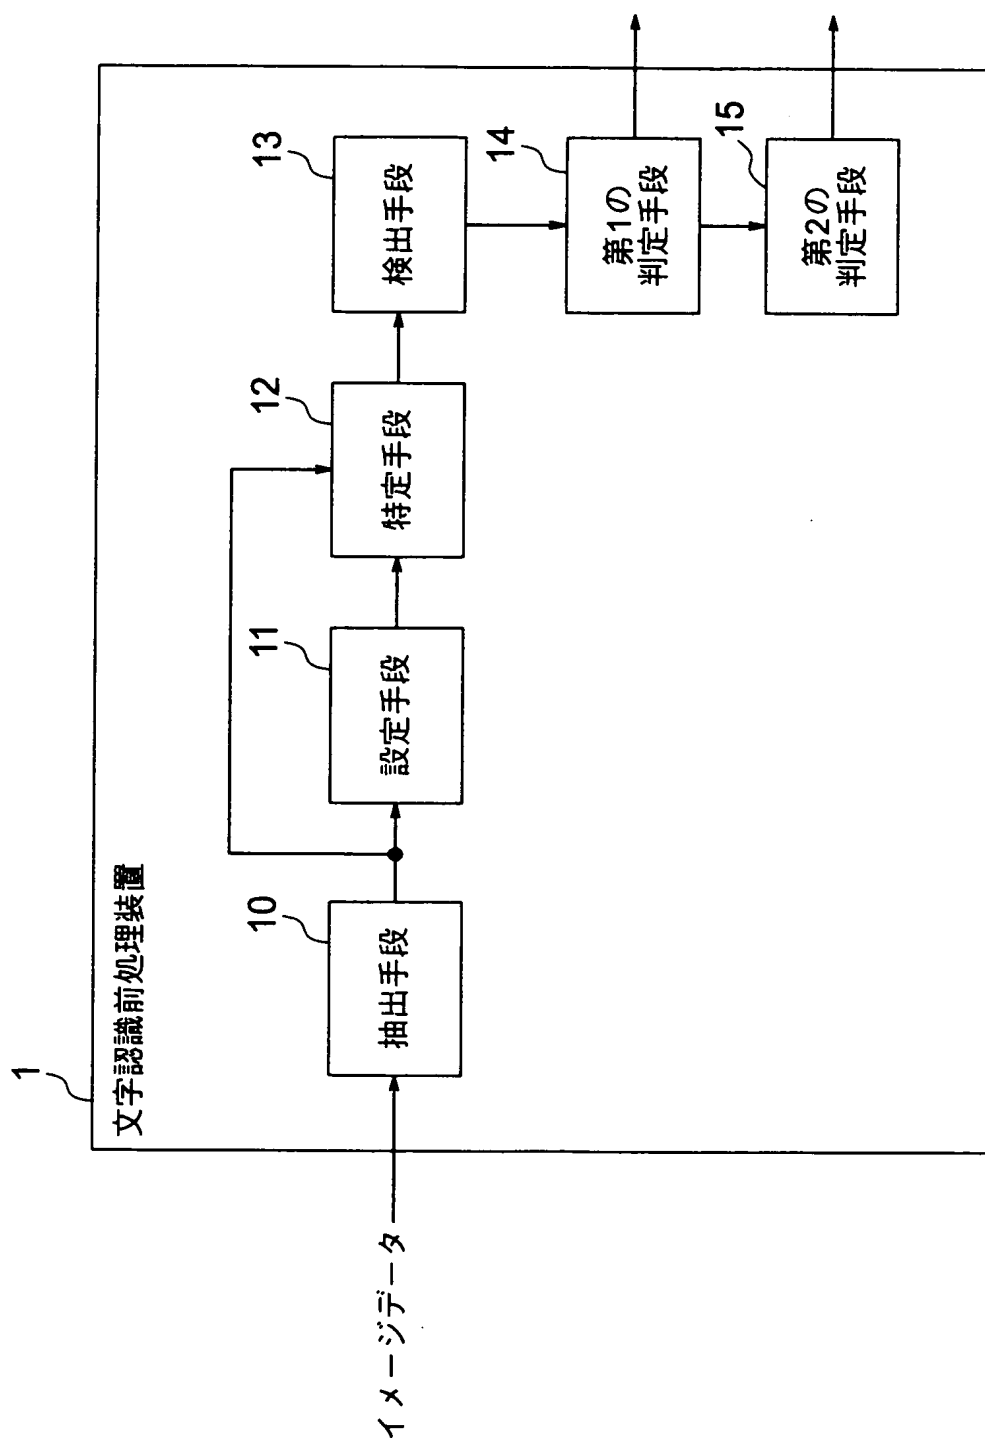 1
文字認識前処理装置
イメージデータ
10
抽出手段
11
設定手段
12
特定手段
13
検出手段
14
第1の
判定手段
15
第2の
判定手段